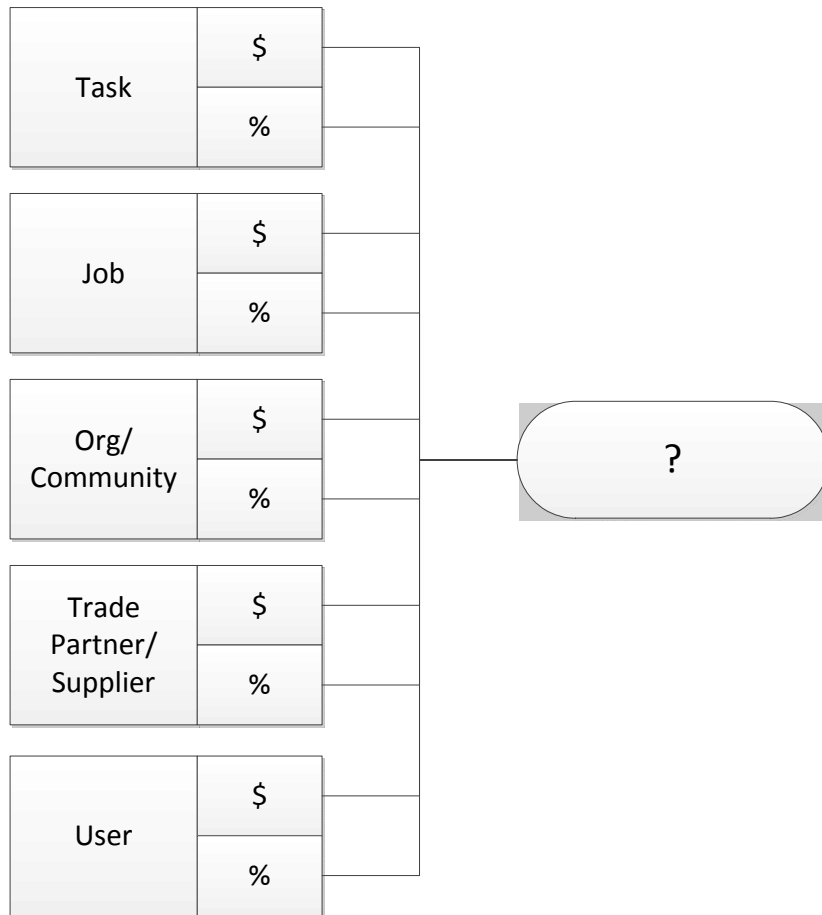 Task
$
%
Job
$
%
Org/
Community
$
%
?
Trade
Partner/
Supplier
$
%
User
$
%